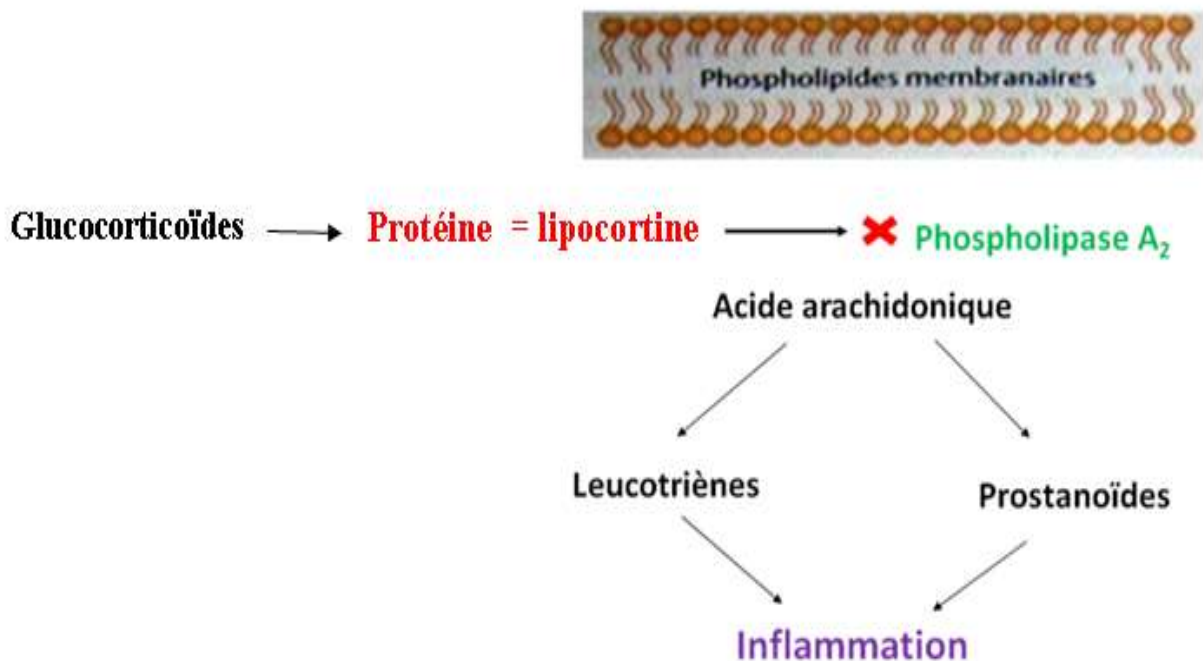 Phospholipides membranaires
Glucocorticoïdes → Protéine = lipocortine → ✖ Phospholipase A₂
Acide arachidonique
Leucotriènes Prostanoïdes
Inflammation